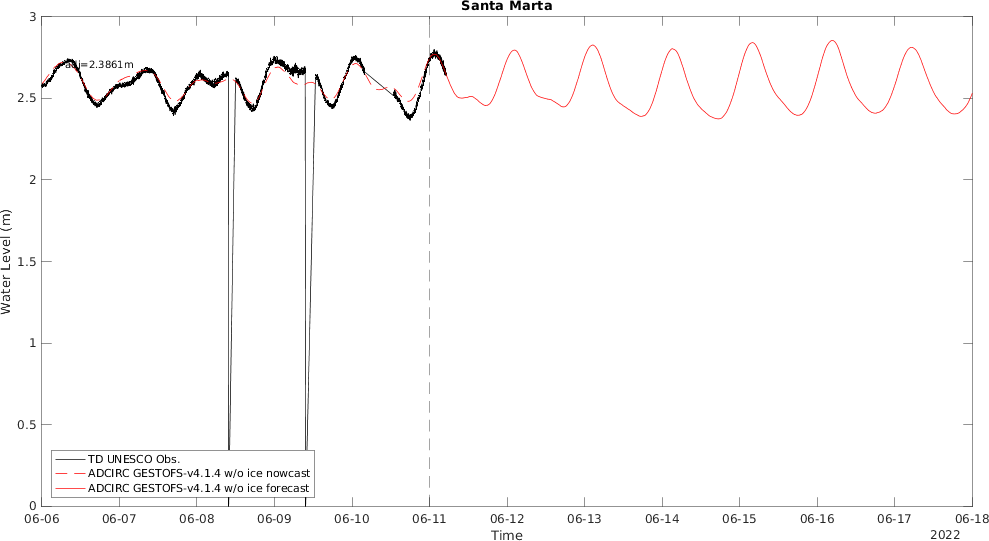 Santa Marta
adj=2.3861m
Water Level (m)
3
2.5
2
1.5
1
0.5
0
TD UNESCO Obs.
ADCIRC GESTOFS-v4.1.4 w/o ice nowcast
ADCIRC GESTOFS-v4.1.4 w/o ice forecast
06-06 06-07 06-08 06-09 06-10 06-11 06-12 06-13 06-14 06-15 06-16 06-17 06-18
Time
2022